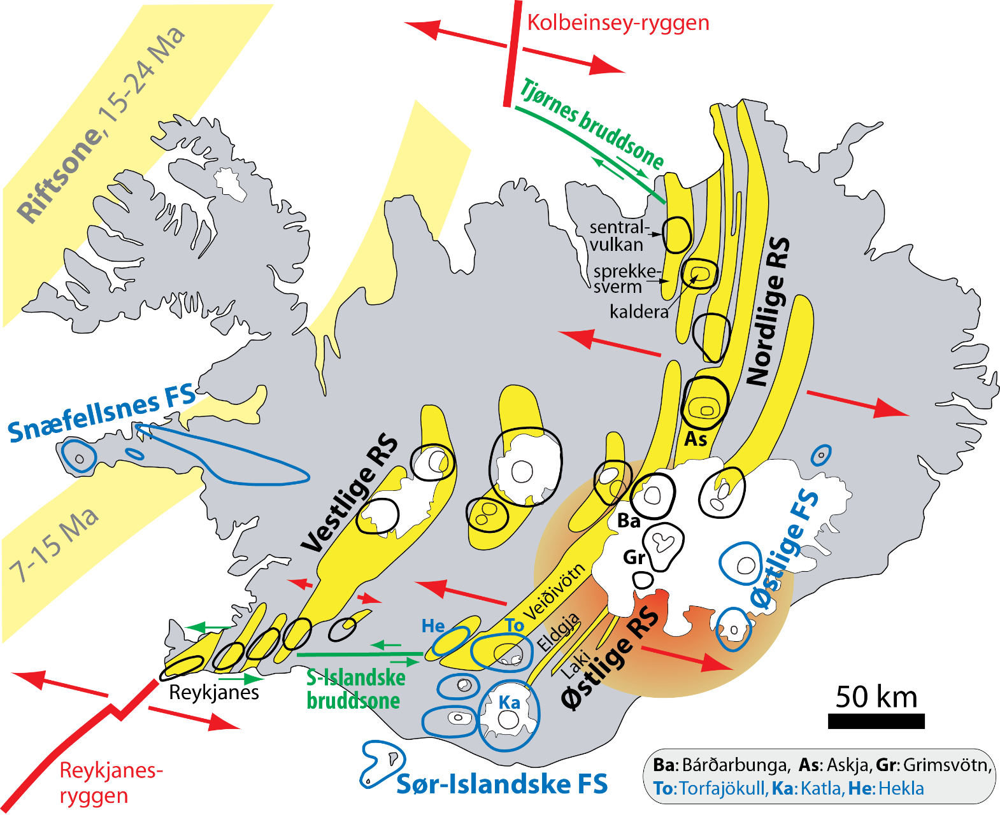 Kolbeinsey-ryggen
Riftsone, 15-24 Ma
Tjørnes bruddsone
sentral-
vulkan
sprekke-
sverm
kaldera
Nordlige RS
Snæfellsnes FS
As
Vestlige RS
7-15 Ma
Ba
Gr
Østlige FS
Veiðivötn
He
To
Eldgja
Laki
Østlige RS
S-Islandske
bruddsone
Reykjanes
Ka
50 km
Reykjanes-
ryggen
Sør-Islandske FS
Ba: Bárðarbunga, As: Askja, Gr: Grimsvötn,
To: Torfajökull, Ka: Katla, He: Hekla